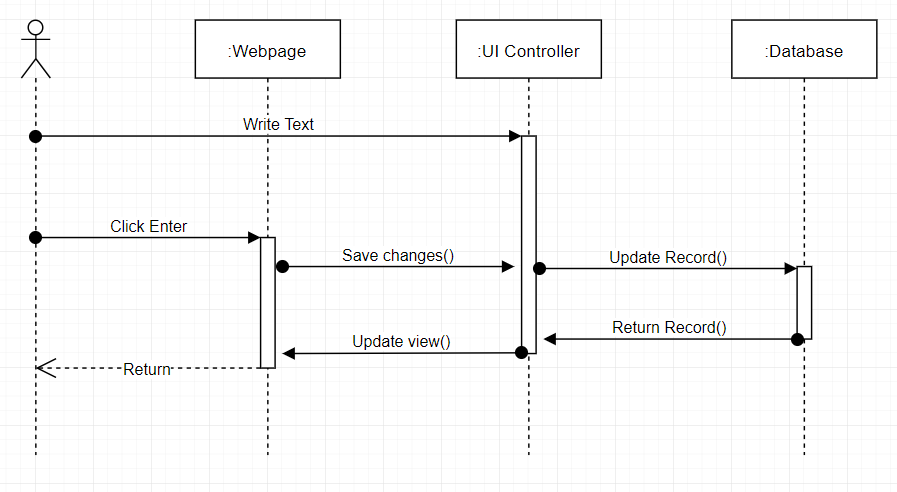 :Webpage
:UI Controller
:Database
Write Text
Click Enter
Save changes()
Update Record()
Return Record()
Update view()
Return